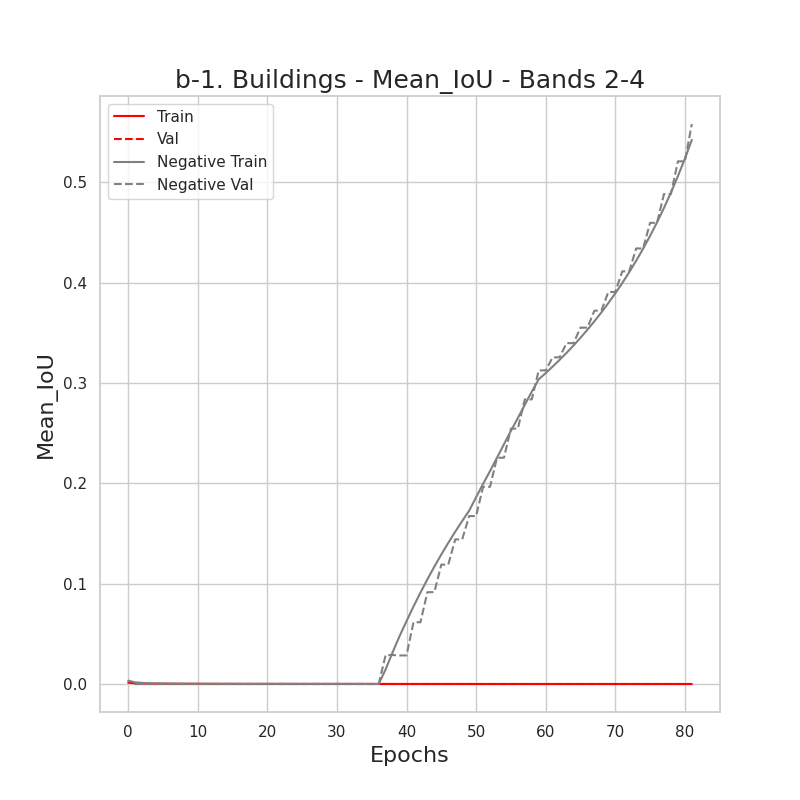 b-1. Buildings - Mean_IoU - Bands 2-4
Train
Val
Negative Train
Negative Val
0.5
0.4
0.3
0.2
0.1
0.0
Mean_IoU
0 10 20 30 40 50 60 70 80
Epochs